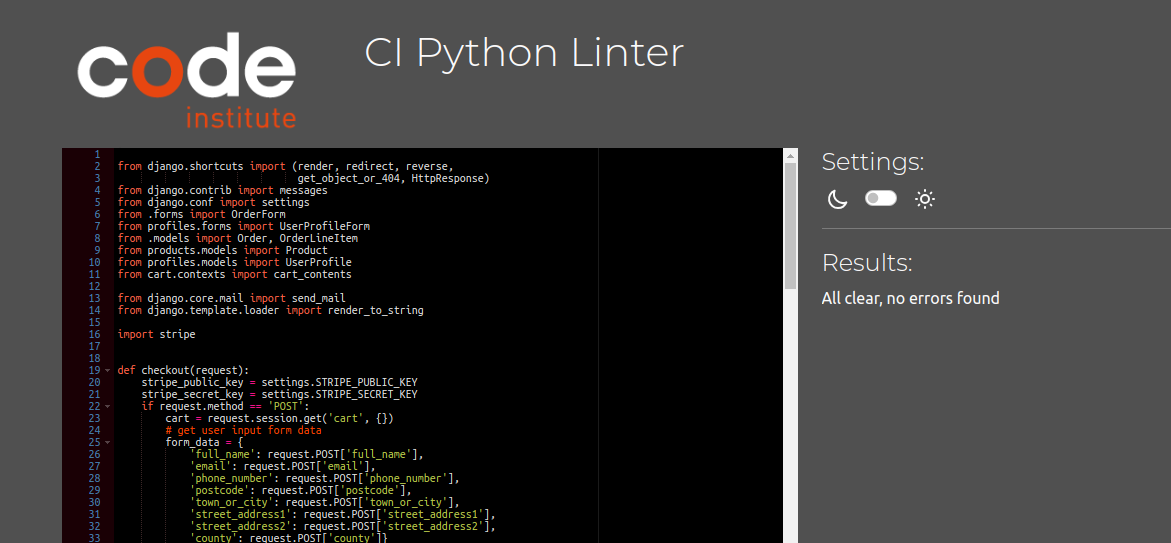 code
institute
CI Python Linter
1
2 from django.shortcuts import (render, redirect, reverse,
3 get_object_or_404, HttpResponse)
4 from django.contrib import messages
5 from django.conf import settings
6 from .forms import OrderForm
7 from profiles.forms import UserProfileForm
8 from .models import Order, OrderLineItem
9 from products.models import Product
10 from profiles.models import UserProfile
11 from cart.contexts import cart_contents
12
13 from django.core.mail import send_mail
14 from django.template.loader import render_to_string
15
16 import stripe
17
18
19 def checkout(request):
20 stripe_public_key = settings.STRIPE_PUBLIC_KEY
21 stripe_secret_key = settings.STRIPE_SECRET_KEY
22 if request.method == 'POST':
23 cart = request.session.get('cart', {})
24 # get user input form data
25 form_data = {
26 'full_name': request.POST['full_name'],
27 'email': request.POST['email'],
28 'phone_number': request.POST['phone_number'],
29 'postcode': request.POST['postcode'],
30 'town_or_city': request.POST['town_or_city'],
31 'street_address1': request.POST['street_address1'],
32 'street_address2': request.POST['street_address2'],
33 'county': request.POST['county']}
Settings:
Results:
All clear, no errors found